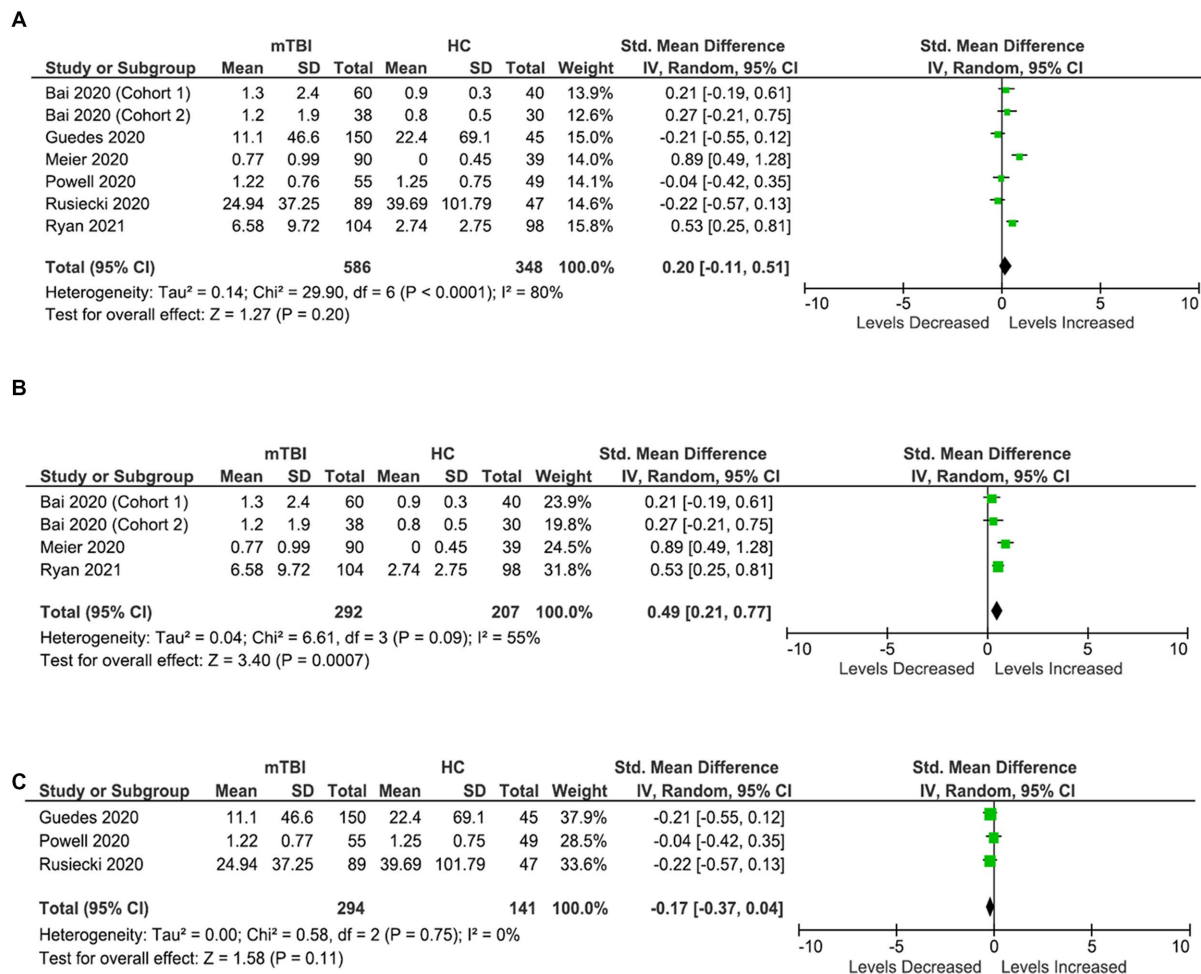 A
mTBI HC Std. Mean Difference Std. Mean Difference
Study or Subgroup Mean SD Total Mean SD Total Weight IV, Random, 95% CI IV, Random, 95% CI
Bai 2020 (Cohort 1) 1.3 2.4 60 0.9 0.3 40 13.9% 0.21 [-0.19, 0.61]
Bai 2020 (Cohort 2) 1.2 1.9 38 0.8 0.5 30 12.6% 0.27 [-0.21, 0.75]
Guedes 2020 11.1 46.6 150 22.4 69.1 45 15.0% -0.21 [-0.55, 0.12]
Meier 2020 0.77 0.99 90 0 0.45 39 14.0% 0.89 [0.49, 1.28]
Powell 2020 1.22 0.76 55 1.25 0.75 49 14.1% -0.04 [-0.42, 0.35]
Rusiecki 2020 24.94 37.25 89 39.69 101.79 47 14.6% -0.22 [-0.57, 0.13]
Ryan 2021 6.58 9.72 104 2.74 2.75 98 15.8% 0.53 [0.25, 0.81]
Total (95% CI) 586 348 100.0% 0.20 [-0.11, 0.51]
Heterogeneity: Tau² = 0.14; Chi² = 29.90, df = 6 (P < 0.0001); I² = 80%
Test for overall effect: Z = 1.27 (P = 0.20)
-10 -5 0 5 10
Levels Decreased Levels Increased
B
mTBI HC Std. Mean Difference Std. Mean Difference
Study or Subgroup Mean SD Total Mean SD Total Weight IV, Random, 95% CI IV, Random, 95% CI
Bai 2020 (Cohort 1) 1.3 2.4 60 0.9 0.3 40 23.9% 0.21 [-0.19, 0.61]
Bai 2020 (Cohort 2) 1.2 1.9 38 0.8 0.5 30 19.8% 0.27 [-0.21, 0.75]
Meier 2020 0.77 0.99 90 0 0.45 39 24.5% 0.89 [0.49, 1.28]
Ryan 2021 6.58 9.72 104 2.74 2.75 98 31.8% 0.53 [0.25, 0.81]
Total (95% CI) 292 207 100.0% 0.49 [0.21, 0.77]
Heterogeneity: Tau² = 0.04; Chi² = 6.61, df = 3 (P = 0.09); I² = 55%
Test for overall effect: Z = 3.40 (P = 0.0007)
-10 -5 0 5 10
Levels Decreased Levels Increased
C
mTBI HC Std. Mean Difference Std. Mean Difference
Study or Subgroup Mean SD Total Mean SD Total Weight IV, Random, 95% CI IV, Random, 95% CI
Guedes 2020 11.1 46.6 150 22.4 69.1 45 37.9% -0.21 [-0.55, 0.12]
Powell 2020 1.22 0.77 55 1.25 0.75 49 28.5% -0.04 [-0.42, 0.35]
Rusiecki 2020 24.94 37.25 89 39.69 101.79 47 33.6% -0.22 [-0.57, 0.13]
Total (95% CI) 294 141 100.0% -0.17 [-0.37, 0.04]
Heterogeneity: Tau² = 0.00; Chi² = 0.58, df = 2 (P = 0.75); I² = 0%
Test for overall effect: Z = 1.58 (P = 0.11)
-10 -5 0 5 10
Levels Decreased Levels Increased